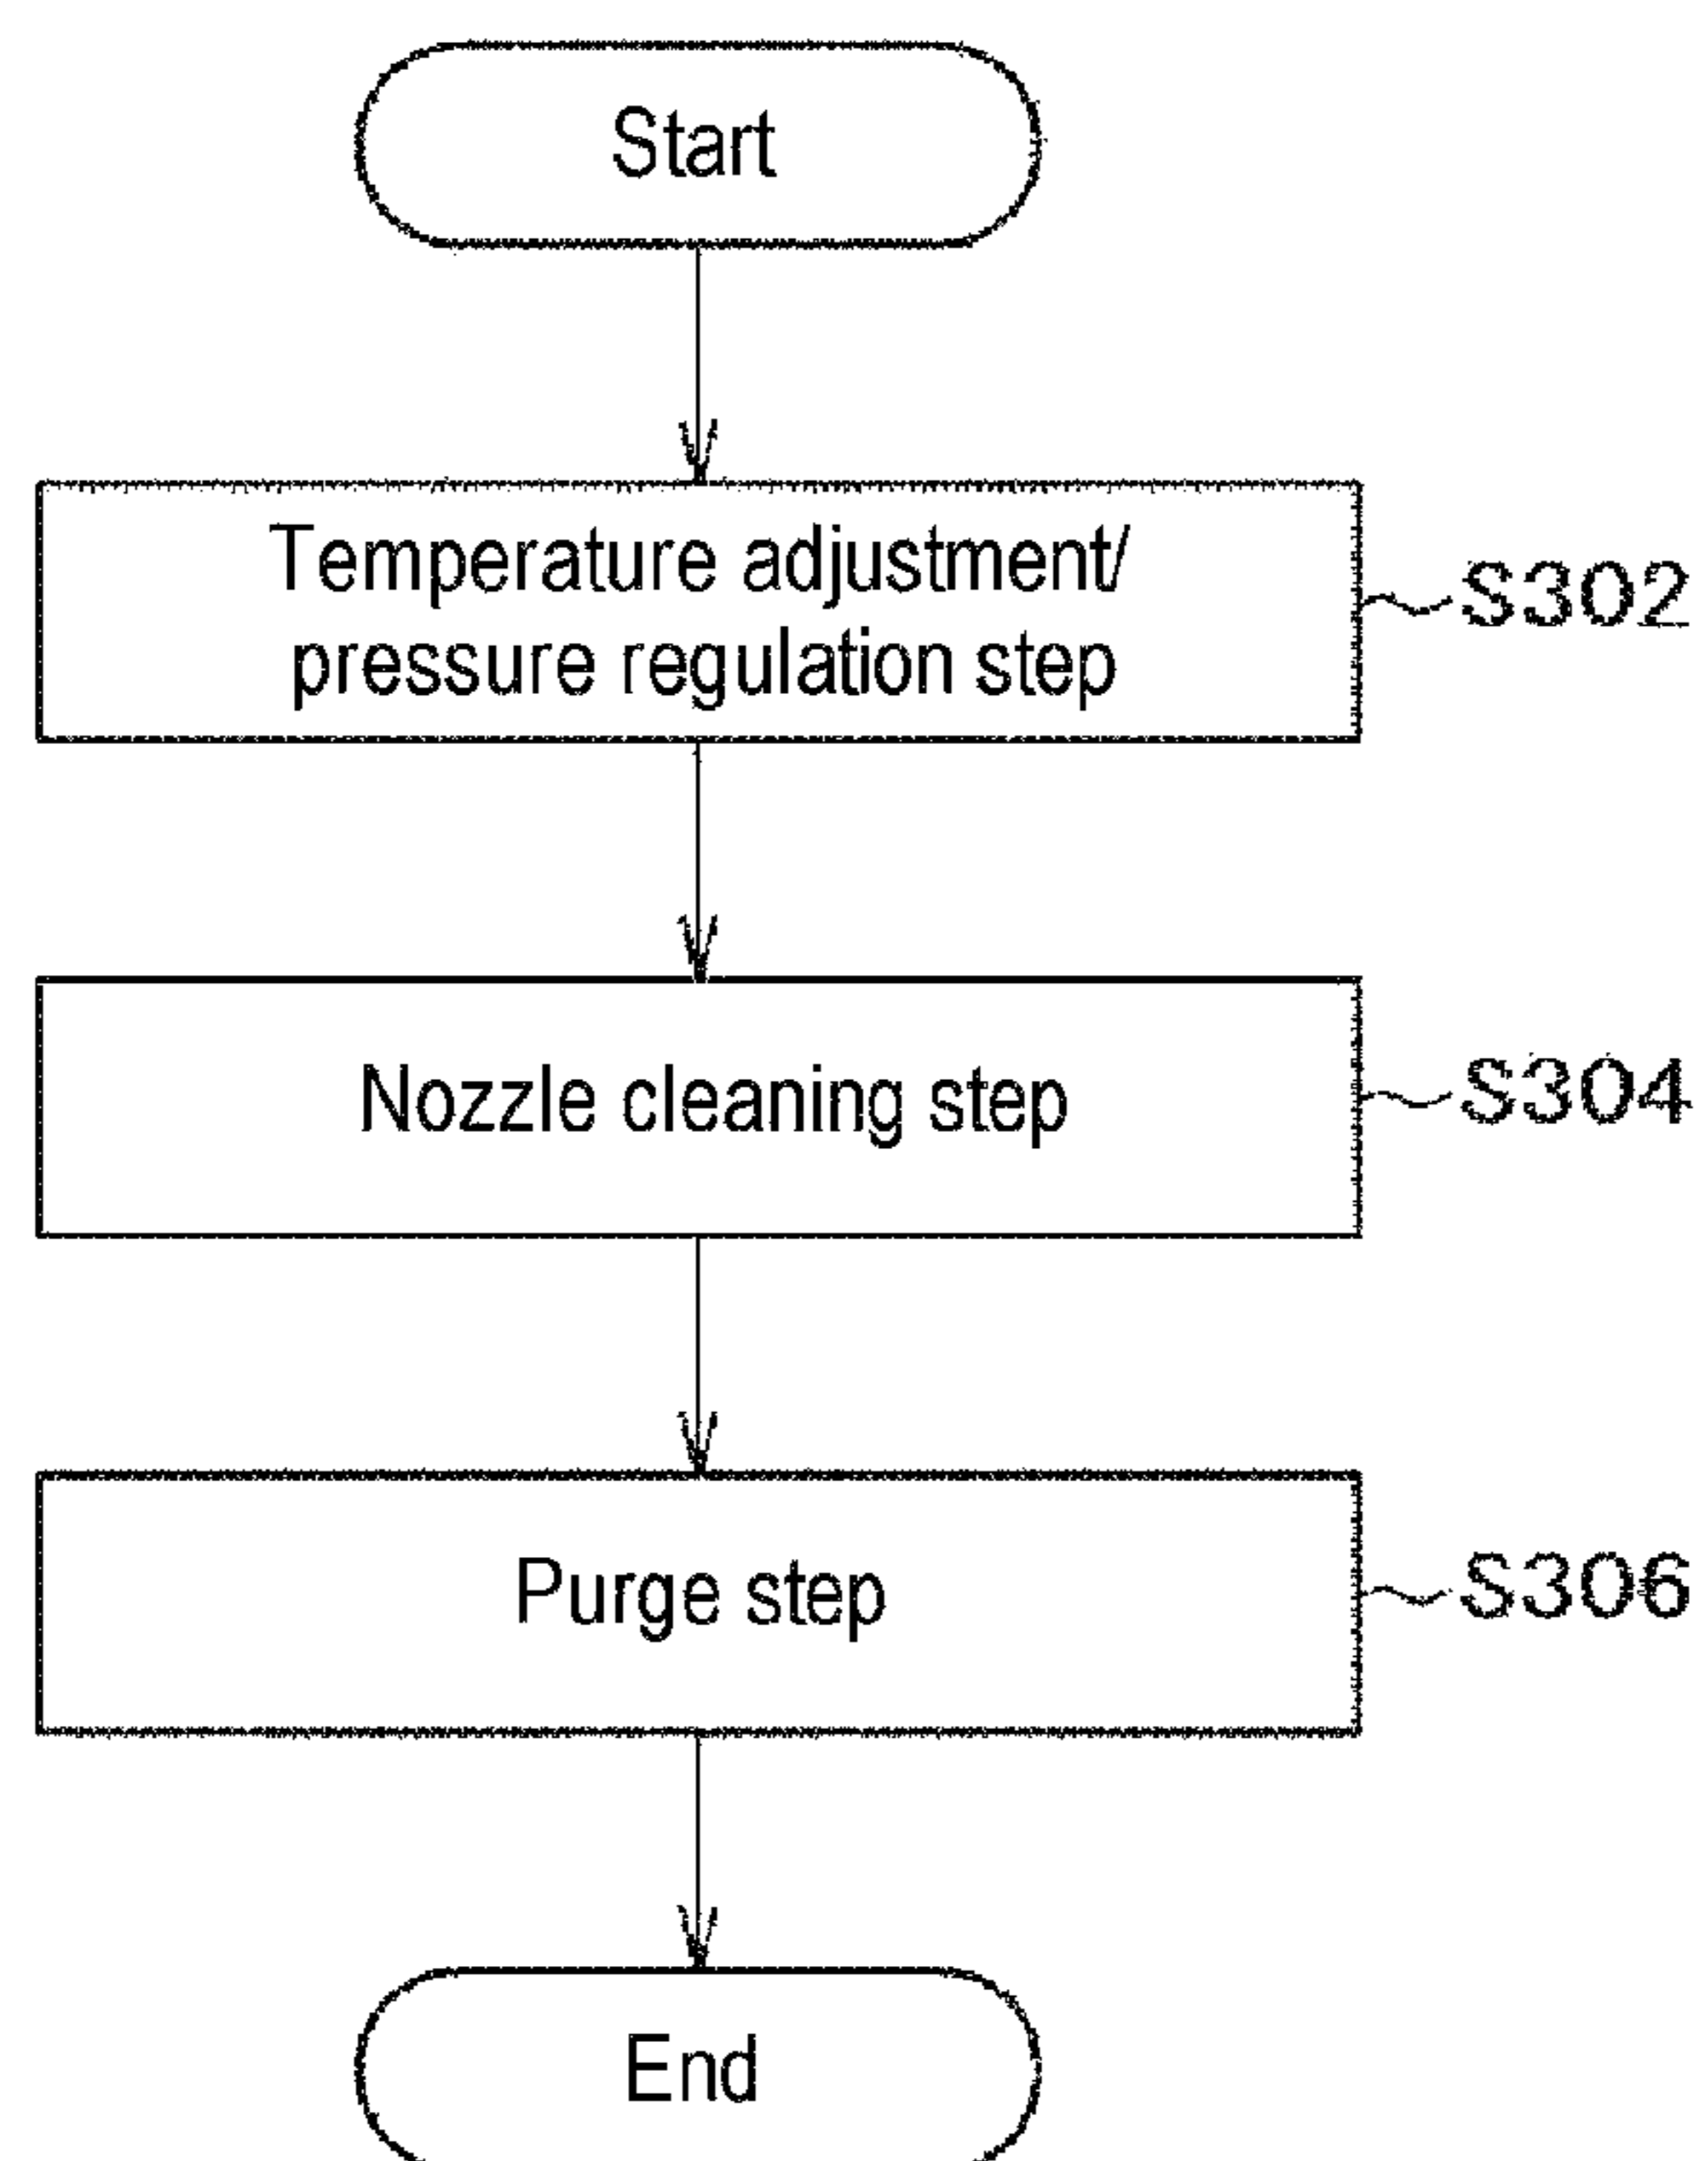 Start
Temperature adjustment/
pressure regulation step
S302
Nozzle cleaning step
S304
Purge step
S306
End